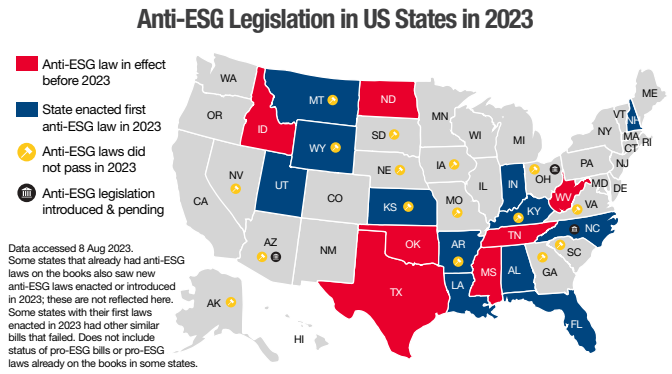 Anti-ESG Legislation in US States in 2023
Anti-ESG law in effect
before 2023
State enacted first
anti-ESG law in 2023
Anti-ESG laws did
not pass in 2023
Anti-ESG legislation
introduced & pending
Data accessed 8 Aug 2023.
Some states that already had anti-ESG
laws on the books also saw new
anti-ESG laws enacted or introduced
in 2023; these are not reflected here.
Some states with their first laws
enacted in 2023 had other similar
bills that failed. Does not include
status of pro-ESG bills or pro-ESG
laws already on the books in some states.
WA
MT
ND
MN
ME
OR
ID
SD
WI
MI
VT
NH
NY
MA
CT
RI
WY
IA
NE
PA
NJ
NV
UT
CO
IL
IN
OH
MD
DE
WV
VA
CA
KS
MO
KY
NC
TN
AZ
NM
OK
AR
SC
MS
AL
GA
TX
LA
FL
AK
HI